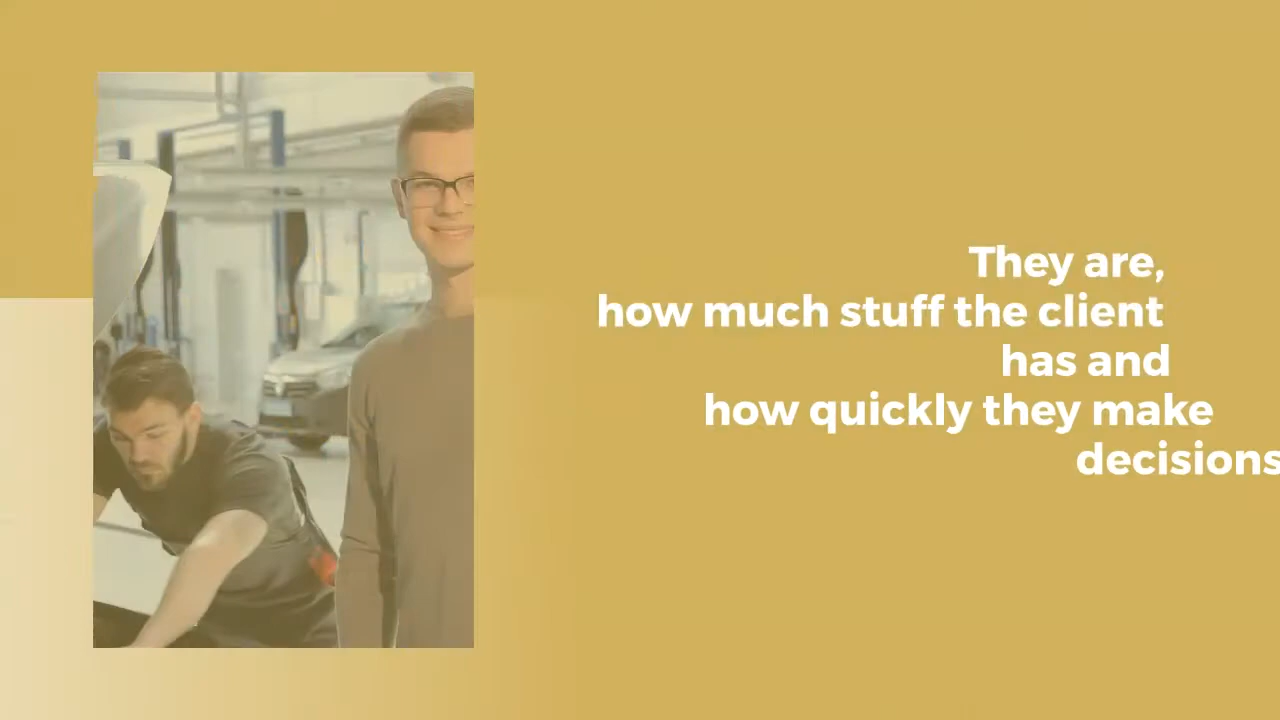 They are,
how much stuff the client
has and
how quickly they make
decisions